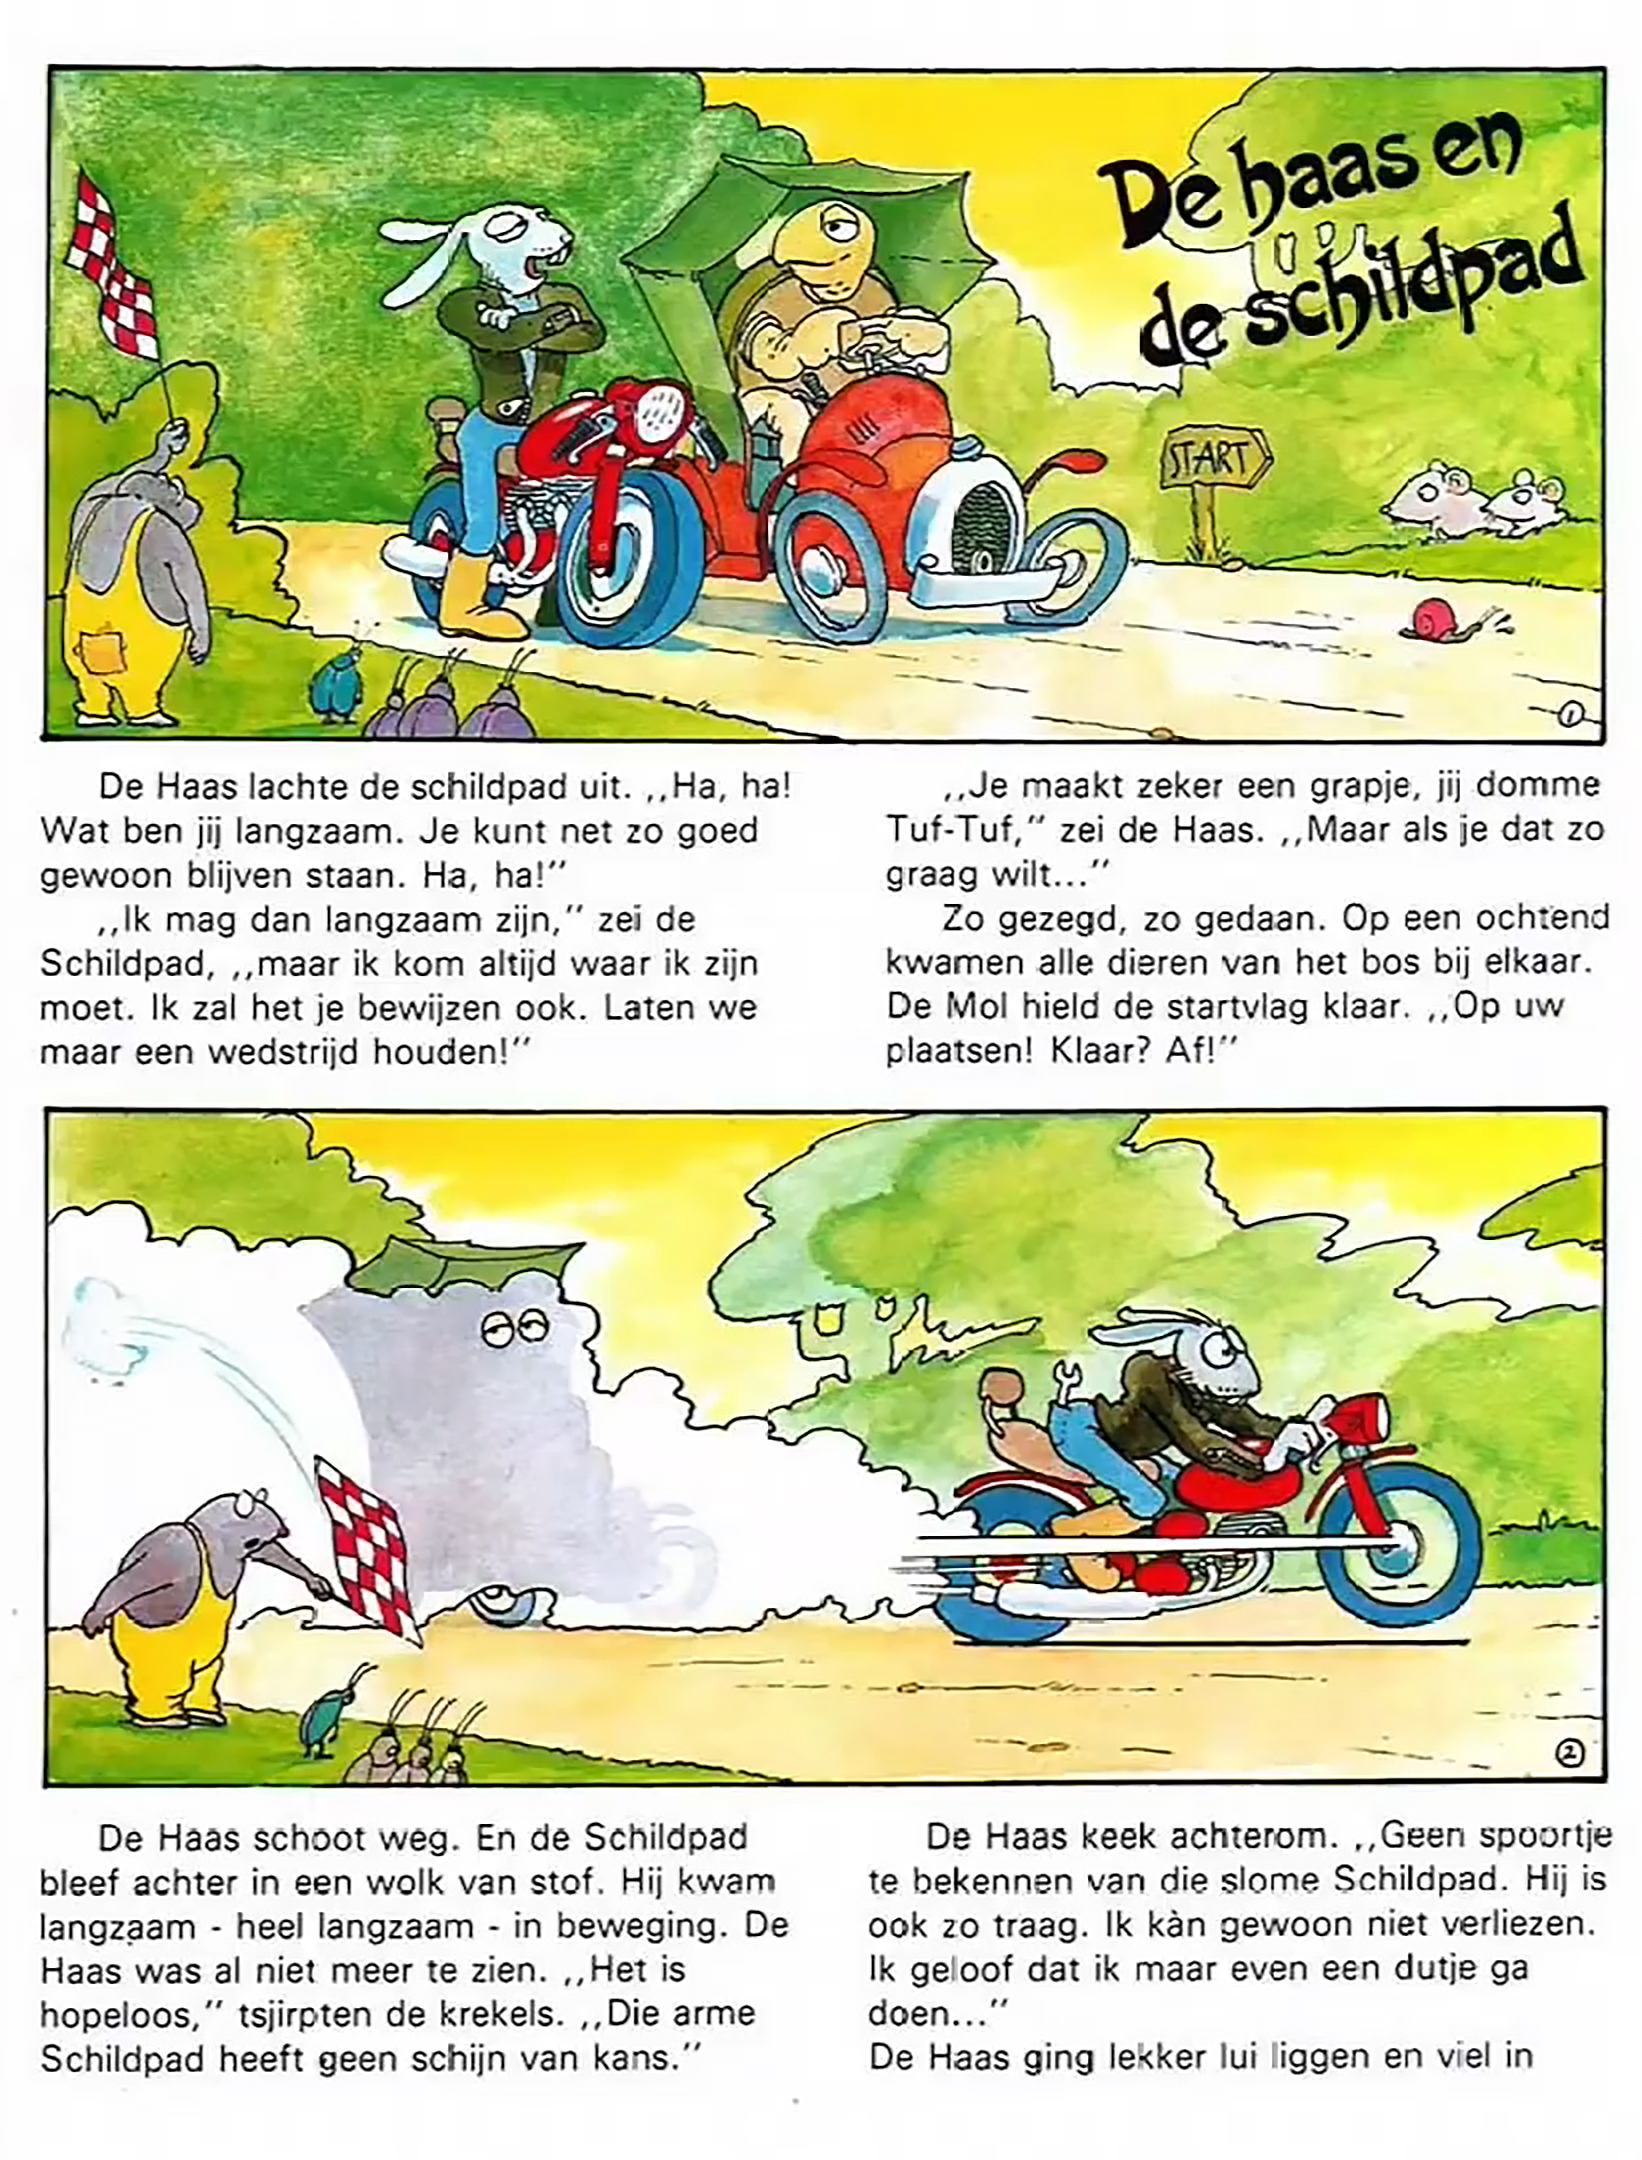 De haas en
de schildpad
START
1
De Haas lachte de schildpad uit. ,,Ha, ha!
Wat ben jij langzaam. Je kunt net zo goed
gewoon blijven staan. Ha, ha!''
,,Ik mag dan langzaam zijn,'' zei de
Schildpad, ,,maar ik kom altijd waar ik zijn
moet. Ik zal het je bewijzen ook. Laten we
maar een wedstrijd houden!''
,,Je maakt zeker een grapje, jij domme
Tuf-Tuf,'' zei de Haas. ,,Maar als je dat zo
graag wilt...''
Zo gezegd, zo gedaan. Op een ochtend
kwamen alle dieren van het bos bij elkaar.
De Mol hield de startvlag klaar. ,,Op uw
plaatsen! Klaar? Af!''
2
De Haas schoot weg. En de Schildpad
bleef achter in een wolk van stof. Hij kwam
langzaam - heel langzaam - in beweging. De
Haas was al niet meer te zien. ,,Het is
hopeloos,'' tsjirpten de krekels. ,,Die arme
Schildpad heeft geen schijn van kans.''
De Haas keek achterom. ,,Geen spoortje
te bekennen van die slome Schildpad. Hij is
ook zo traag. Ik kàn gewoon niet verliezen.
Ik geloof dat ik maar even een dutje ga
doen...''
De Haas ging lekker lui liggen en viel in